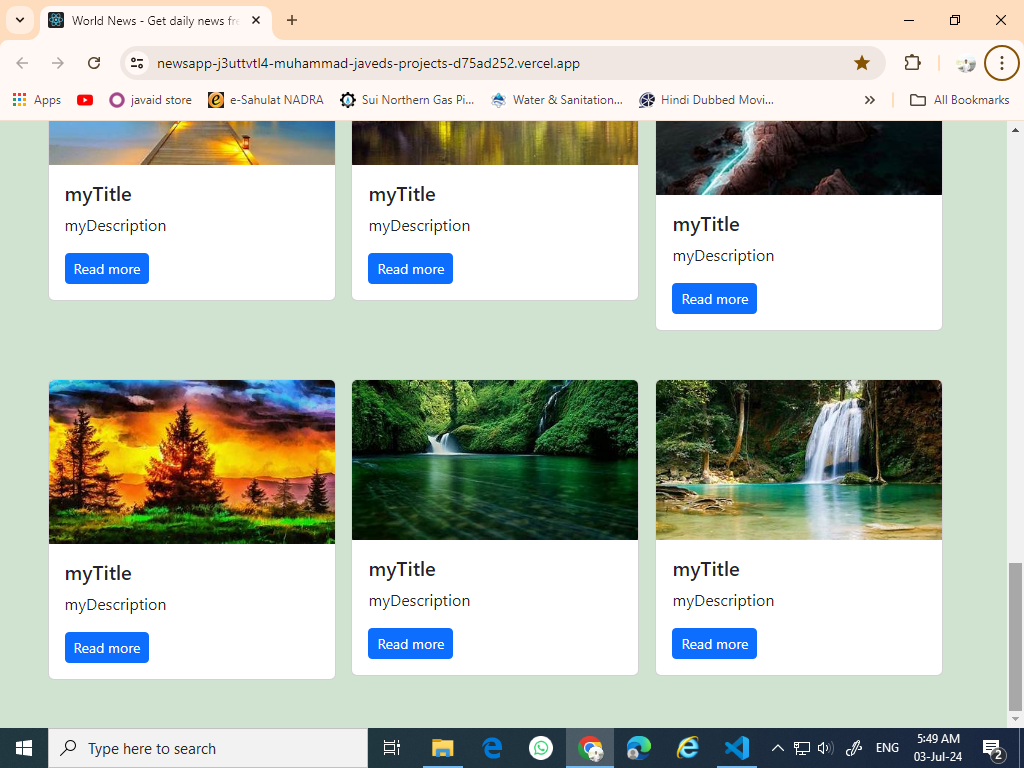 World News - Get daily news fre
newsapp-j3uttvtl4-muhammad-javeds-projects-d75ad252.vercel.app
Apps javaid store e-Sahulat NADRA Sui Northern Gas Pi... Water & Sanitation... Hindi Dubbed Movi... All Bookmarks
myTitle myTitle
myTitle
myDescription myDescription
myDescription
Read more Read more
Read more
myTitle myTitle myTitle
myDescription myDescription myDescription
Read more Read more Read more
Type here to search
ENG
5:49 AM
03-Jul-24
2